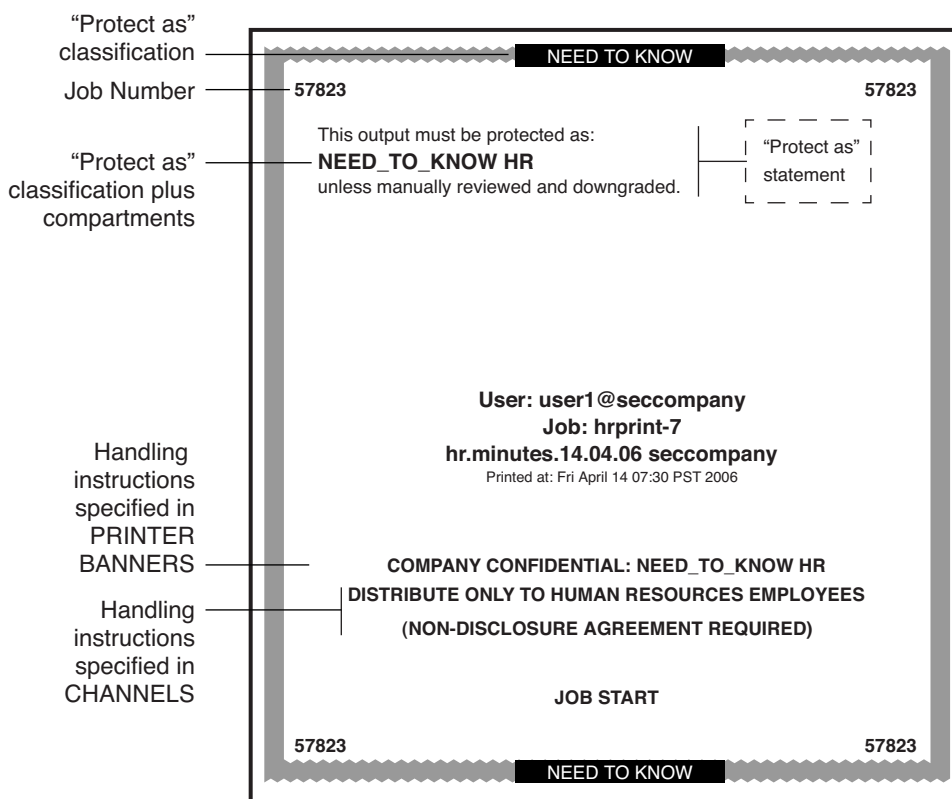 “Protect as”
classification
NEED TO KNOW
Job Number
57823
57823
This output must be protected as:
NEED_TO_KNOW HR
unless manually reviewed and downgraded.
“Protect as”
statement
“Protect as”
classification plus
compartments
User: user1@seccompany
Job: hrprint-7
hr.minutes.14.04.06 seccompany
Printed at: Fri April 14 07:30 PST 2006
Handling
instructions
specified in
PRINTER
BANNERS
COMPANY CONFIDENTIAL: NEED_TO_KNOW HR
Handling
instructions
specified in
CHANNELS
DISTRIBUTE ONLY TO HUMAN RESOURCES EMPLOYEES
(NON-DISCLOSURE AGREEMENT REQUIRED)
JOB START
57823
57823
NEED TO KNOW